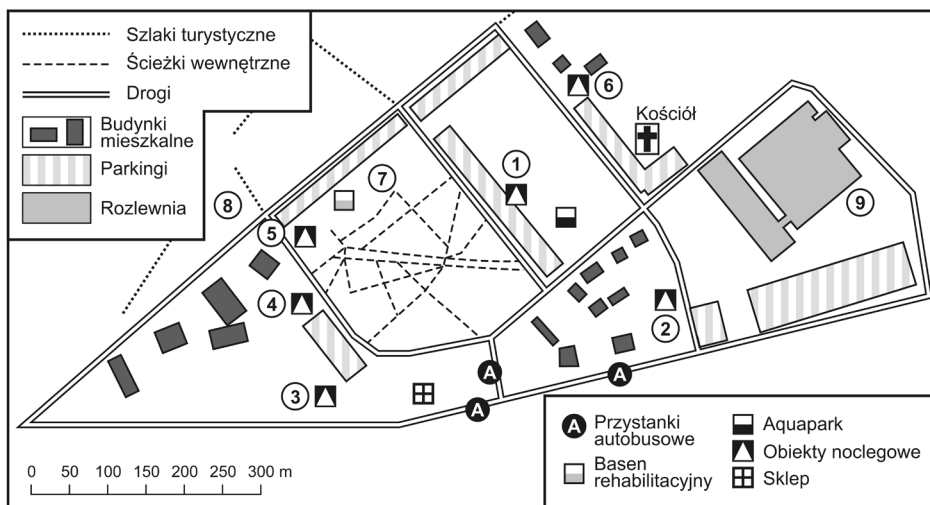 Szlaki turystyczne
Ścieżki wewnętrzne
Drogi
Budynki
mieszkalne
Parkingi
Rozlewnia
6
Kościół
1
7
8
5
9
4
2
3
A
A
A
0 50 100 150 200 250 300 m
A Przystanki
autobusowe
Basen
rehabilitacyjny
Aquapark
Obiekty noclegowe
Sklep